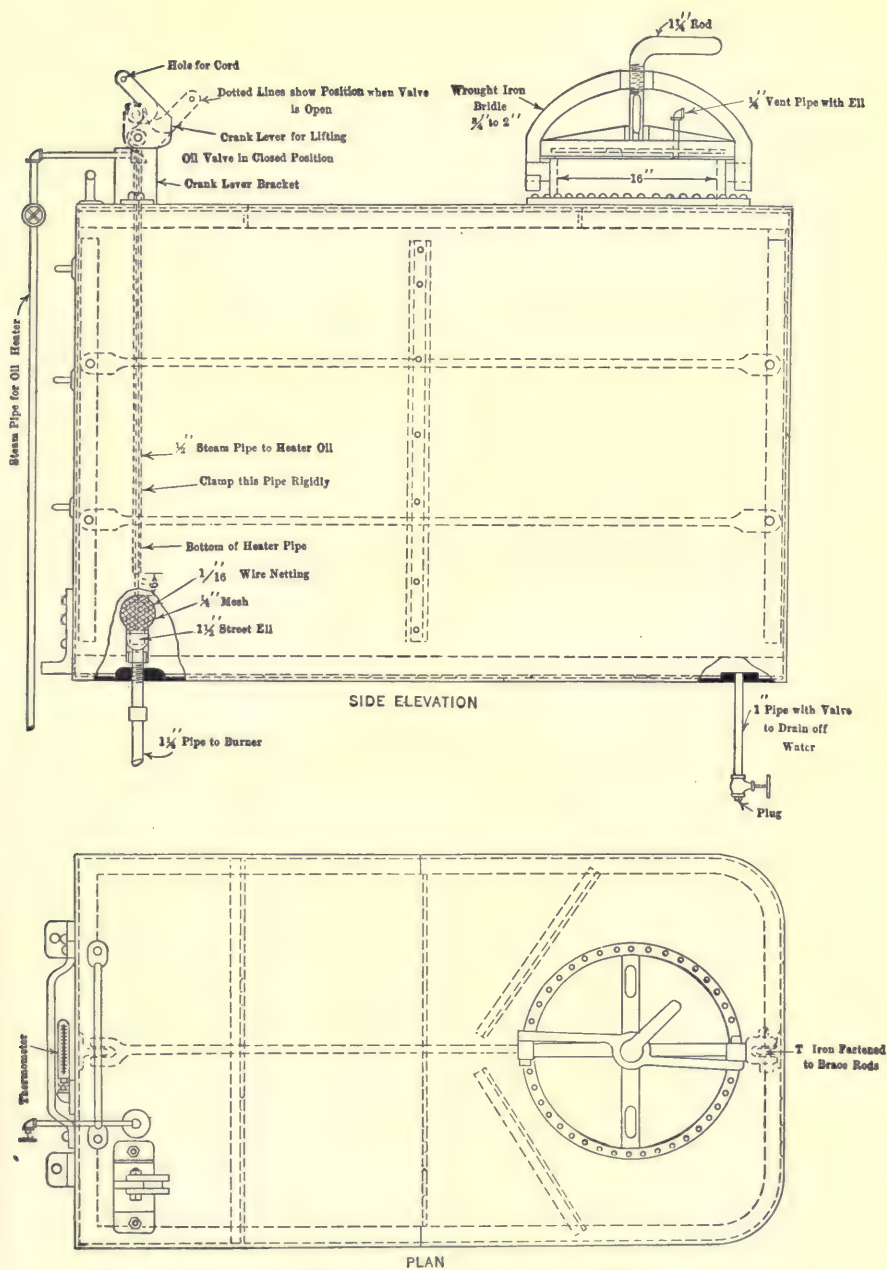 1¼" Rod
Hole for Cord
Dotted Lines show Position when Valve
is Open
Wrought Iron
Bridle
¾" to 2"
¼" Vent Pipe with Ell
Crank Lever for Lifting
Oil Valve in Closed Position
Crank Lever Bracket
16"
Steam Pipe for Oil Heater
½" Steam Pipe to Heater Oil
Clamp this Pipe Rigidly
Bottom of Heater Pipe
6"
1/16" Wire Netting
¼" Mesh
1½" Street Ell
SIDE ELEVATION
1¼" Pipe to Burner
1" Pipe with Valve
to Drain off
Water
Plug
Thermometer
T Iron Fastened
to Brace Rods
PLAN